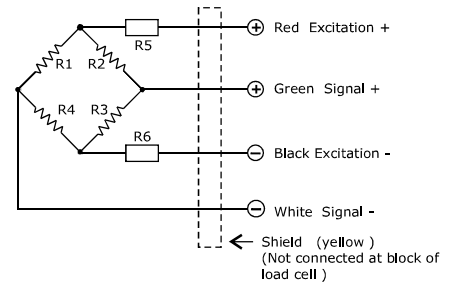 R5
Red Excitation +
R1
R2
Green Signal +
R4
R3
R6
Black Excitation -
White Signal -
Shield (yellow )
(Not connected at block of
load cell )